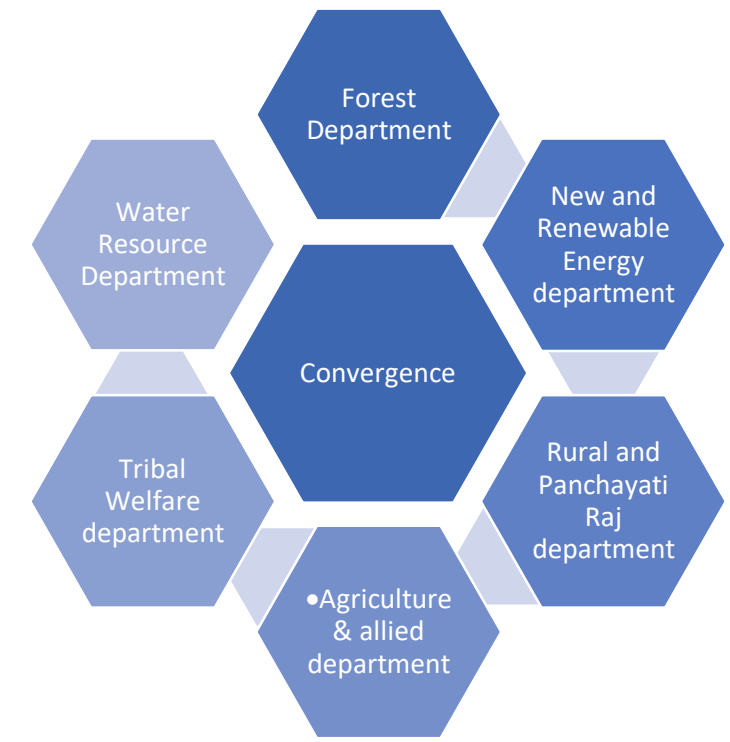 Forest
Department
New and
Renewable
Energy
department
Rural and
Panchayati
Raj
department
•Agriculture
& allied
department
Tribal
Welfare
department
Water
Resource
Department
Convergence